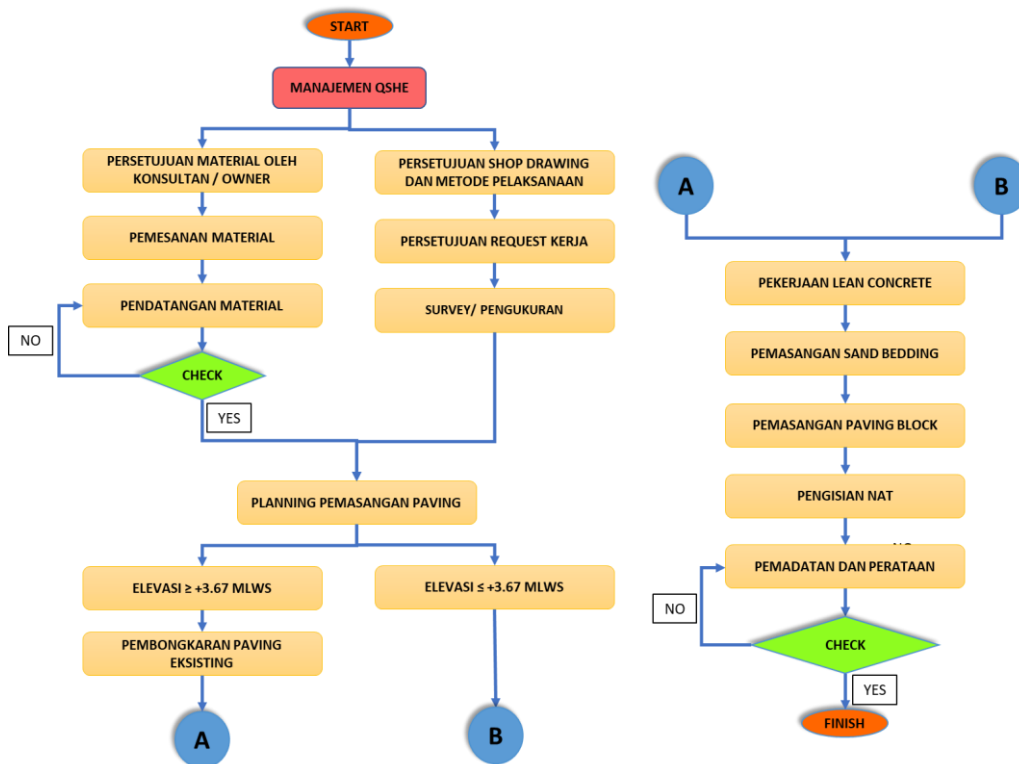 START
MANAJEMEN QSHE
PERSETUJUAN MATERIAL OLEH
KONSULTAN / OWNER
PEMESANAN MATERIAL
PENDATANGAN MATERIAL
NO
CHECK
YES
PERSETUJUAN SHOP DRAWING
DAN METODE PELAKSANAAN
PERSETUJUAN REQUEST KERJA
SURVEY/ PENGUKURAN
PLANNING PEMASANGAN PAVING
ELEVASI ≥ +3.67 MLWS
PEMBONGKARAN PAVING
EKSISTING
A
ELEVASI ≤ +3.67 MLWS
B
A
B
PEKERJAAN LEAN CONCRETE
PEMASANGAN SAND BEDDING
PEMASANGAN PAVING BLOCK
PENGISIAN NAT
PEMADATAN DAN PERATAAN
NO
CHECK
YES
FINISH